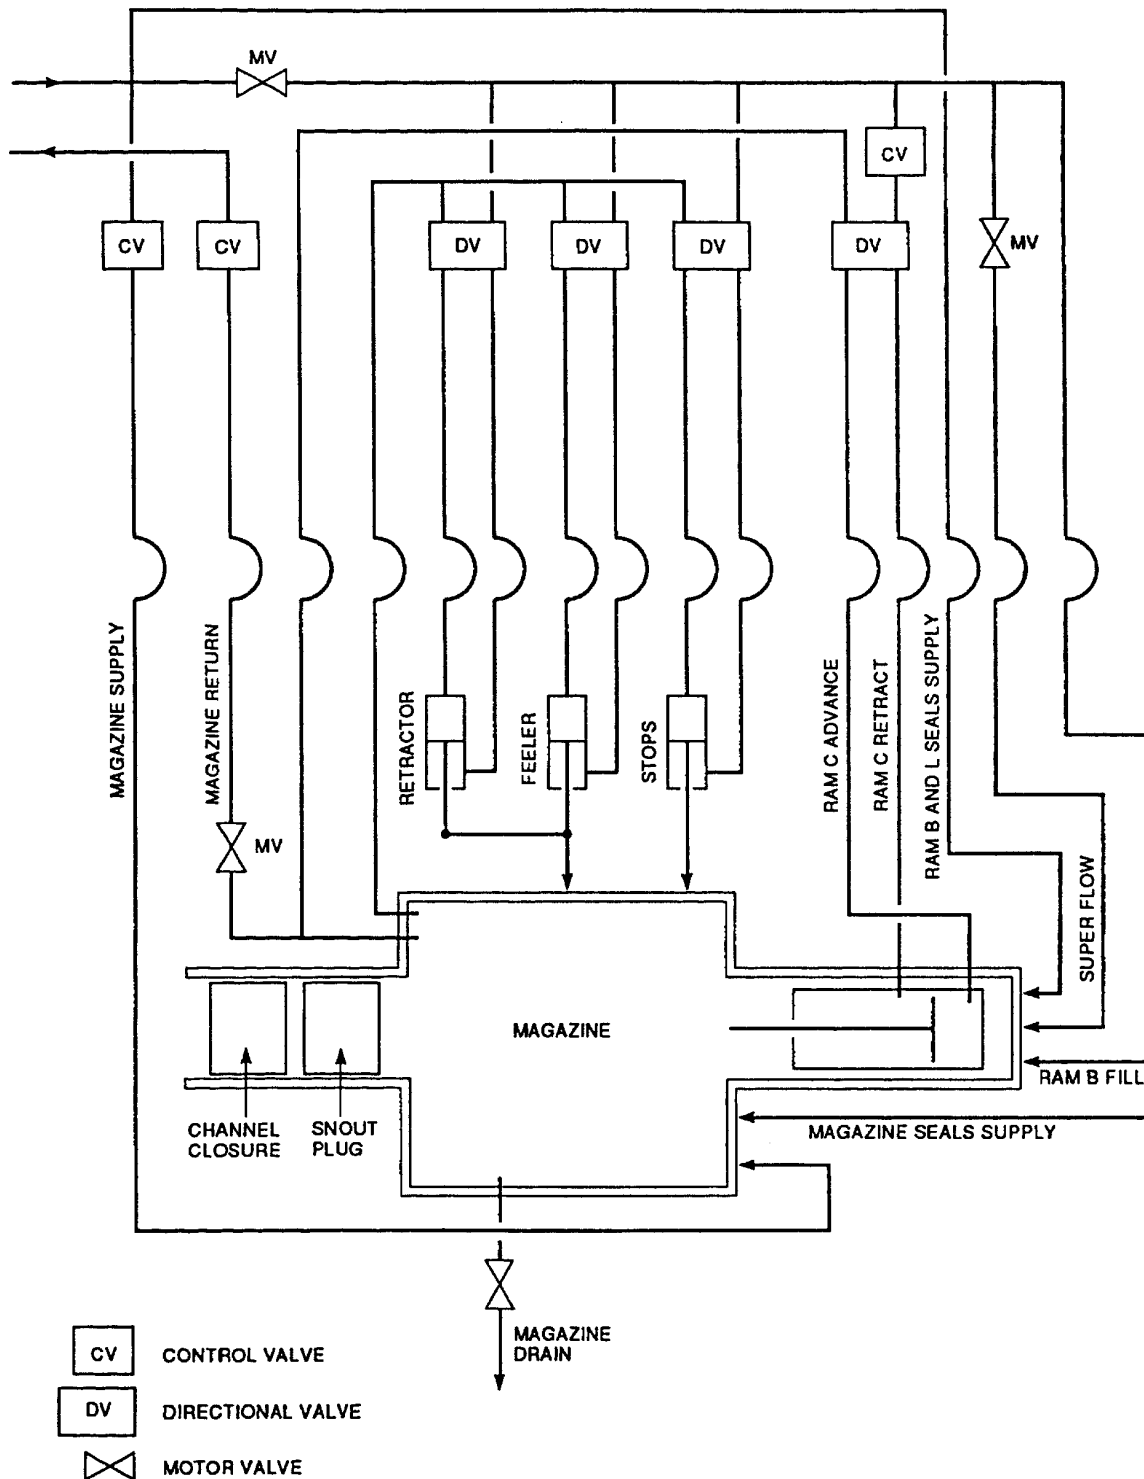 MV
CV
CV
CV
DV
DV
DV
DV
MV
MAGAZINE SUPPLY
MAGAZINE RETURN
RETRACTOR
FEELER
STOPS
RAM C ADVANCE
RAM C RETRACT
RAM B AND L SEALS SUPPLY
MV
SUPER FLOW
MAGAZINE
RAM B FILL
CHANNEL
CLOSURE
SNOUT
PLUG
MAGAZINE SEALS SUPPLY
MAGAZINE
DRAIN
CV CONTROL VALVE
DV DIRECTIONAL VALVE
MOTOR VALVE